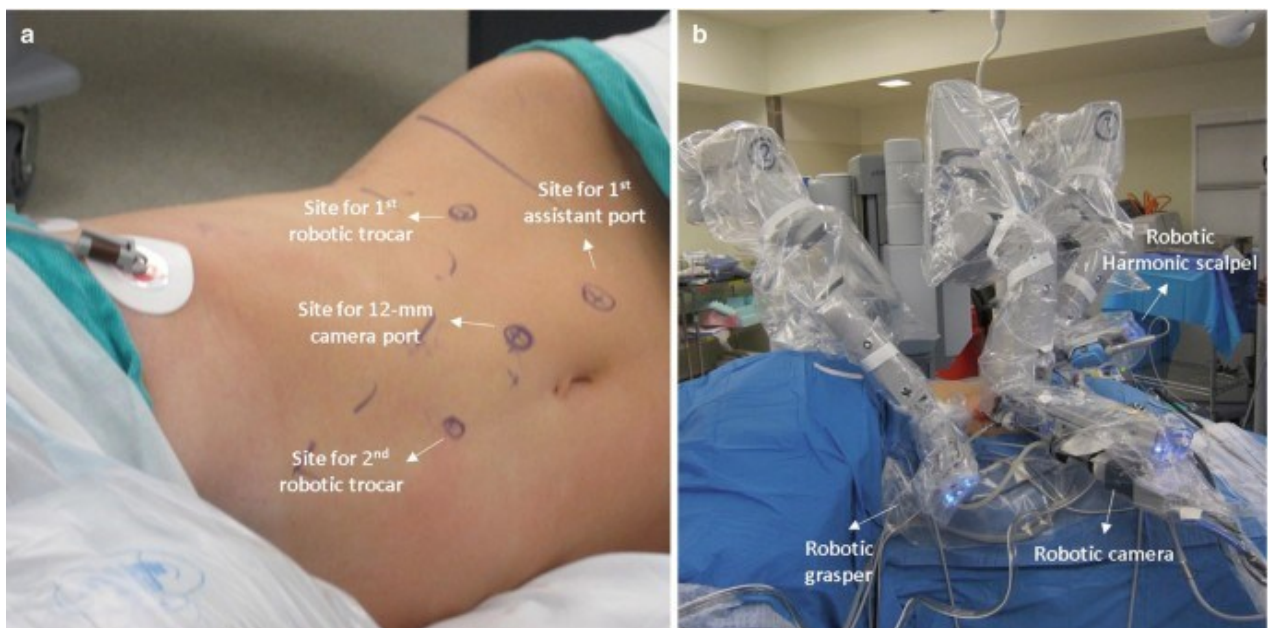 a
Site for 1st
robotic trocar
Site for 1st
assistant port
Site for 12-mm
camera port
Site for 2nd
robotic trocar
b
Robotic
Harmonic scalpel
Robotic
grasper
Robotic camera